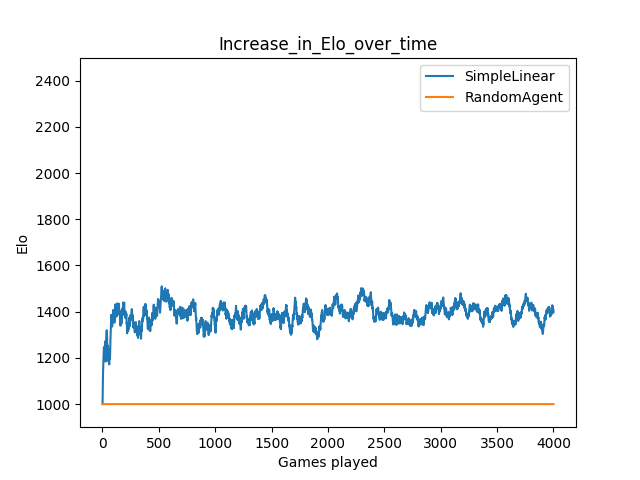 Increase_in_Elo_over_time
SimpleLinear
RandomAgent
2400
2200
2000
1800
1600
1400
1200
1000
Elo
0 500 1000 1500 2000 2500 3000 3500 4000
Games played